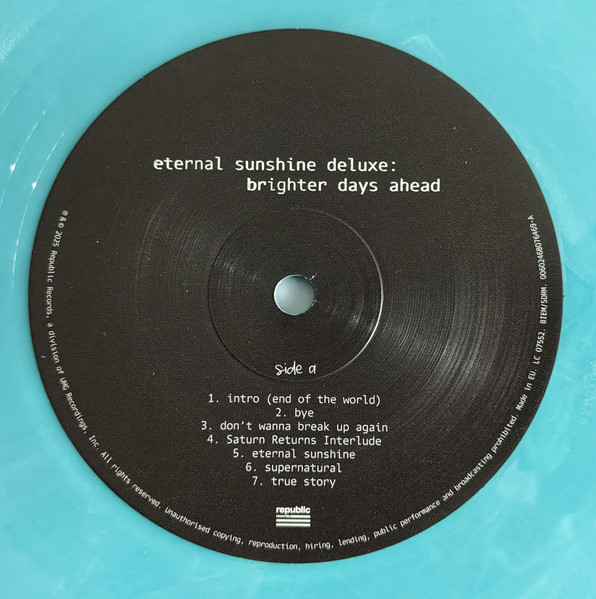 eternal sunshine deluxe:
brighter days ahead
side a
1. intro (end of the world)
2. bye
3. don't wanna break up again
4. Saturn Returns Interlude
5. eternal sunshine
6. supernatural
7. true story
republic
℗ & © 2025 Republic Records, a division of UMG Recordings, Inc. All rights reserved. Unauthorised copying, reproduction, hiring, lending, public performance and broadcasting prohibited. Made in EU. LC 07552. BIEM/SDRM. 00602468076A69-A